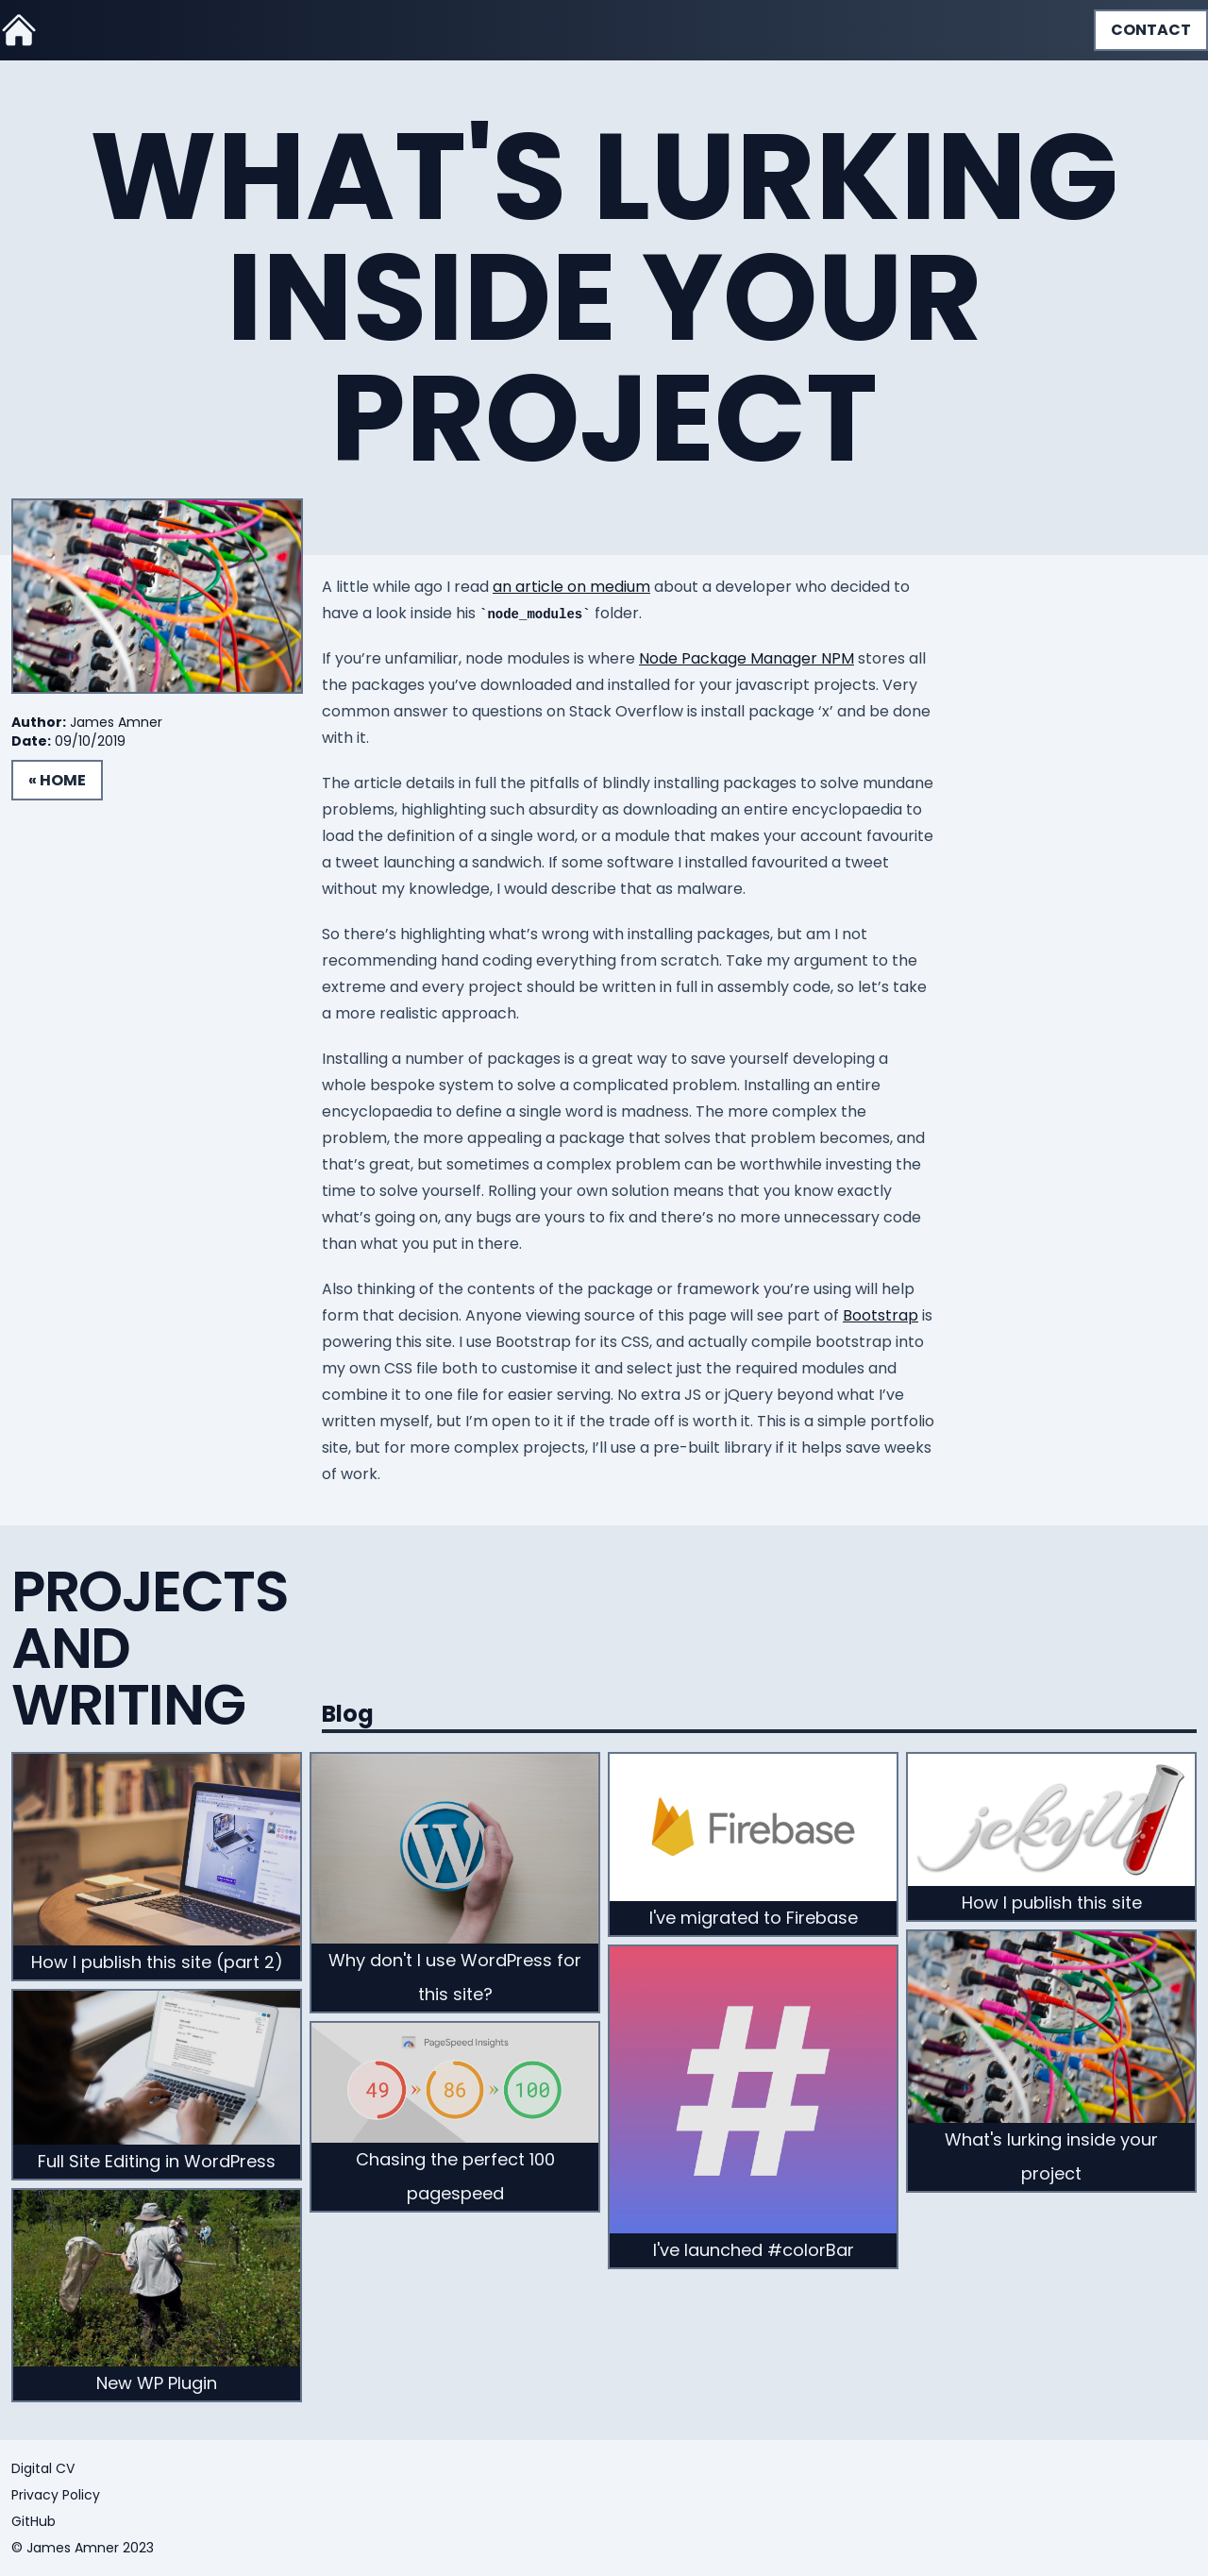 CONTACT
WHAT'S LURKING
INSIDE YOUR
PROJECT
Author: James Amner
Date: 09/10/2019
« HOME
A little while ago I read an article on medium about a developer who decided to
have a look inside his `node_modules` folder.
If you’re unfamiliar, node modules is where Node Package Manager NPM stores all
the packages you’ve downloaded and installed for your javascript projects. Very
common answer to questions on Stack Overflow is install package ‘x’ and be done
with it.
The article details in full the pitfalls of blindly installing packages to solve mundane
problems, highlighting such absurdity as downloading an entire encyclopaedia to
load the definition of a single word, or a module that makes your account favourite
a tweet launching a sandwich. If some software I installed favourited a tweet
without my knowledge, I would describe that as malware.
So there’s highlighting what’s wrong with installing packages, but am I not
recommending hand coding everything from scratch. Take my argument to the
extreme and every project should be written in full in assembly code, so let’s take
a more realistic approach.
Installing a number of packages is a great way to save yourself developing a
whole bespoke system to solve a complicated problem. Installing an entire
encyclopaedia to define a single word is madness. The more complex the
problem, the more appealing a package that solves that problem becomes, and
that’s great, but sometimes a complex problem can be worthwhile investing the
time to solve yourself. Rolling your own solution means that you know exactly
what’s going on, any bugs are yours to fix and there’s no more unnecessary code
than what you put in there.
Also thinking of the contents of the package or framework you’re using will help
form that decision. Anyone viewing source of this page will see part of Bootstrap is
powering this site. I use Bootstrap for its CSS, and actually compile bootstrap into
my own CSS file both to customise it and select just the required modules and
combine it to one file for easier serving. No extra JS or jQuery beyond what I’ve
written myself, but I’m open to it if the trade off is worth it. This is a simple portfolio
site, but for more complex projects, I’ll use a pre-built library if it helps save weeks
of work.
PROJECTS
AND
WRITING
Blog
How I publish this site (part 2)
Full Site Editing in WordPress
New WP Plugin
Why don't I use WordPress for
this site?
PageSpeed Insights
49 » 86 » 100
Chasing the perfect 100
pagespeed
Firebase
I've migrated to Firebase
#
I've launched #colorBar
jekyll
How I publish this site
What's lurking inside your
project
Digital CV
Privacy Policy
GitHub
© James Amner 2023